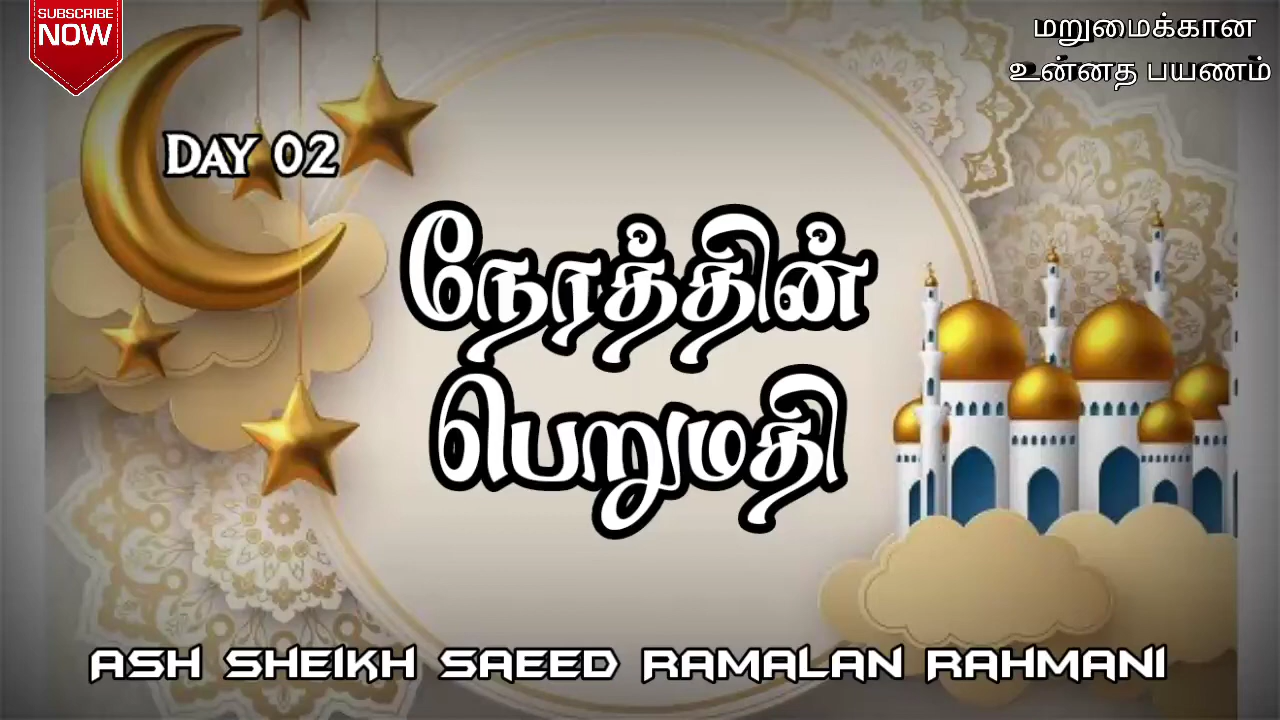 SUBSCRIBE
NOW
மறுமைக்கான
உன்னத பயணம்
DAY 02
நேரத்தின்
பெறுமதி
ASH SHEIKH SAEED RAMALAN RAHMANI